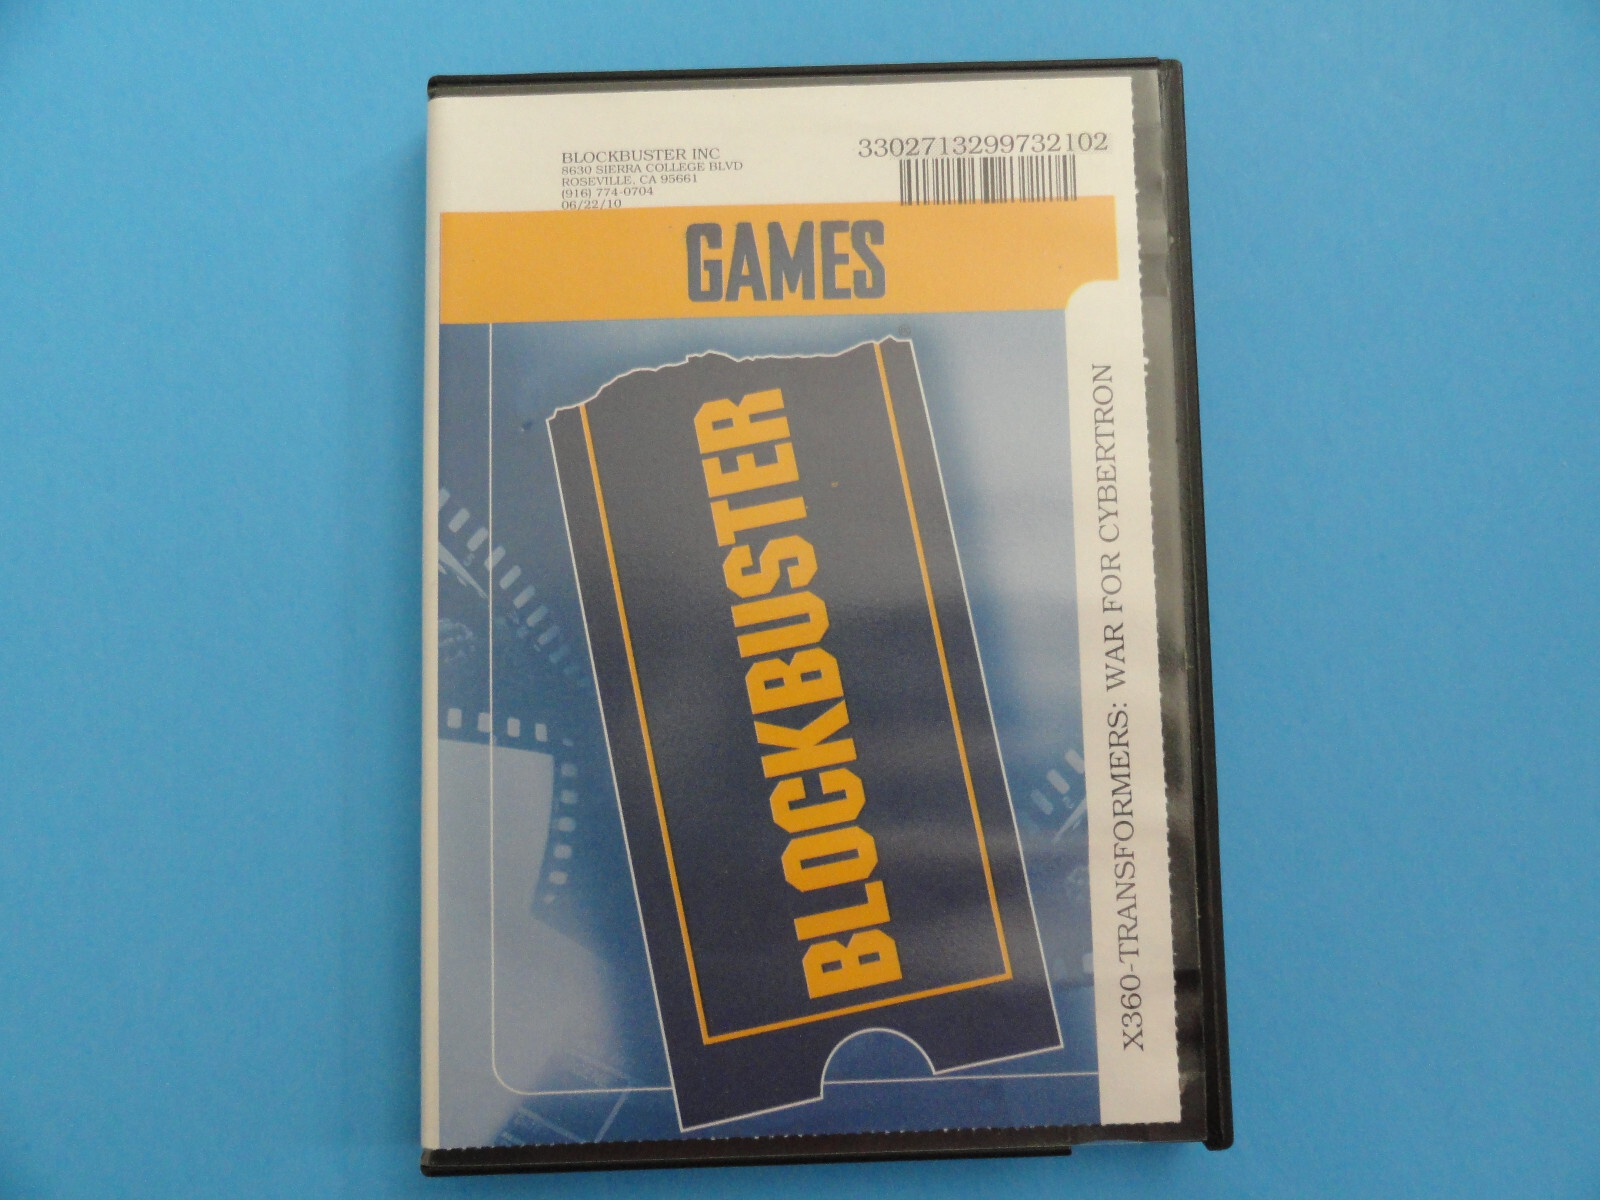 BLOCKBUSTER INC
8630 SIERRA COLLEGE BLVD
ROSEVILLE, CA 95661
(916) 774-0704
06/22/10
3302713299732102
GAMES
BLOCKBUSTER
X360-TRANSFORMERS: WAR FOR CYBERTRON